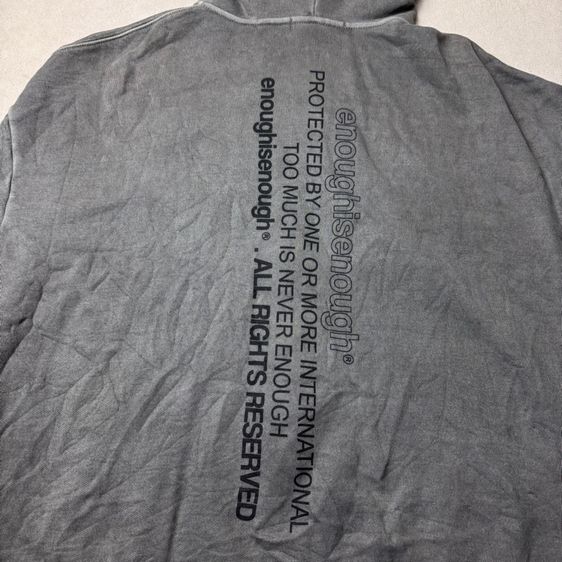 enoughisenough®
PROTECTED BY ONE OR MORE INTERNATIONAL
TOO MUCH IS NEVER ENOUGH
enoughisenough® . ALL RIGHTS RESERVED